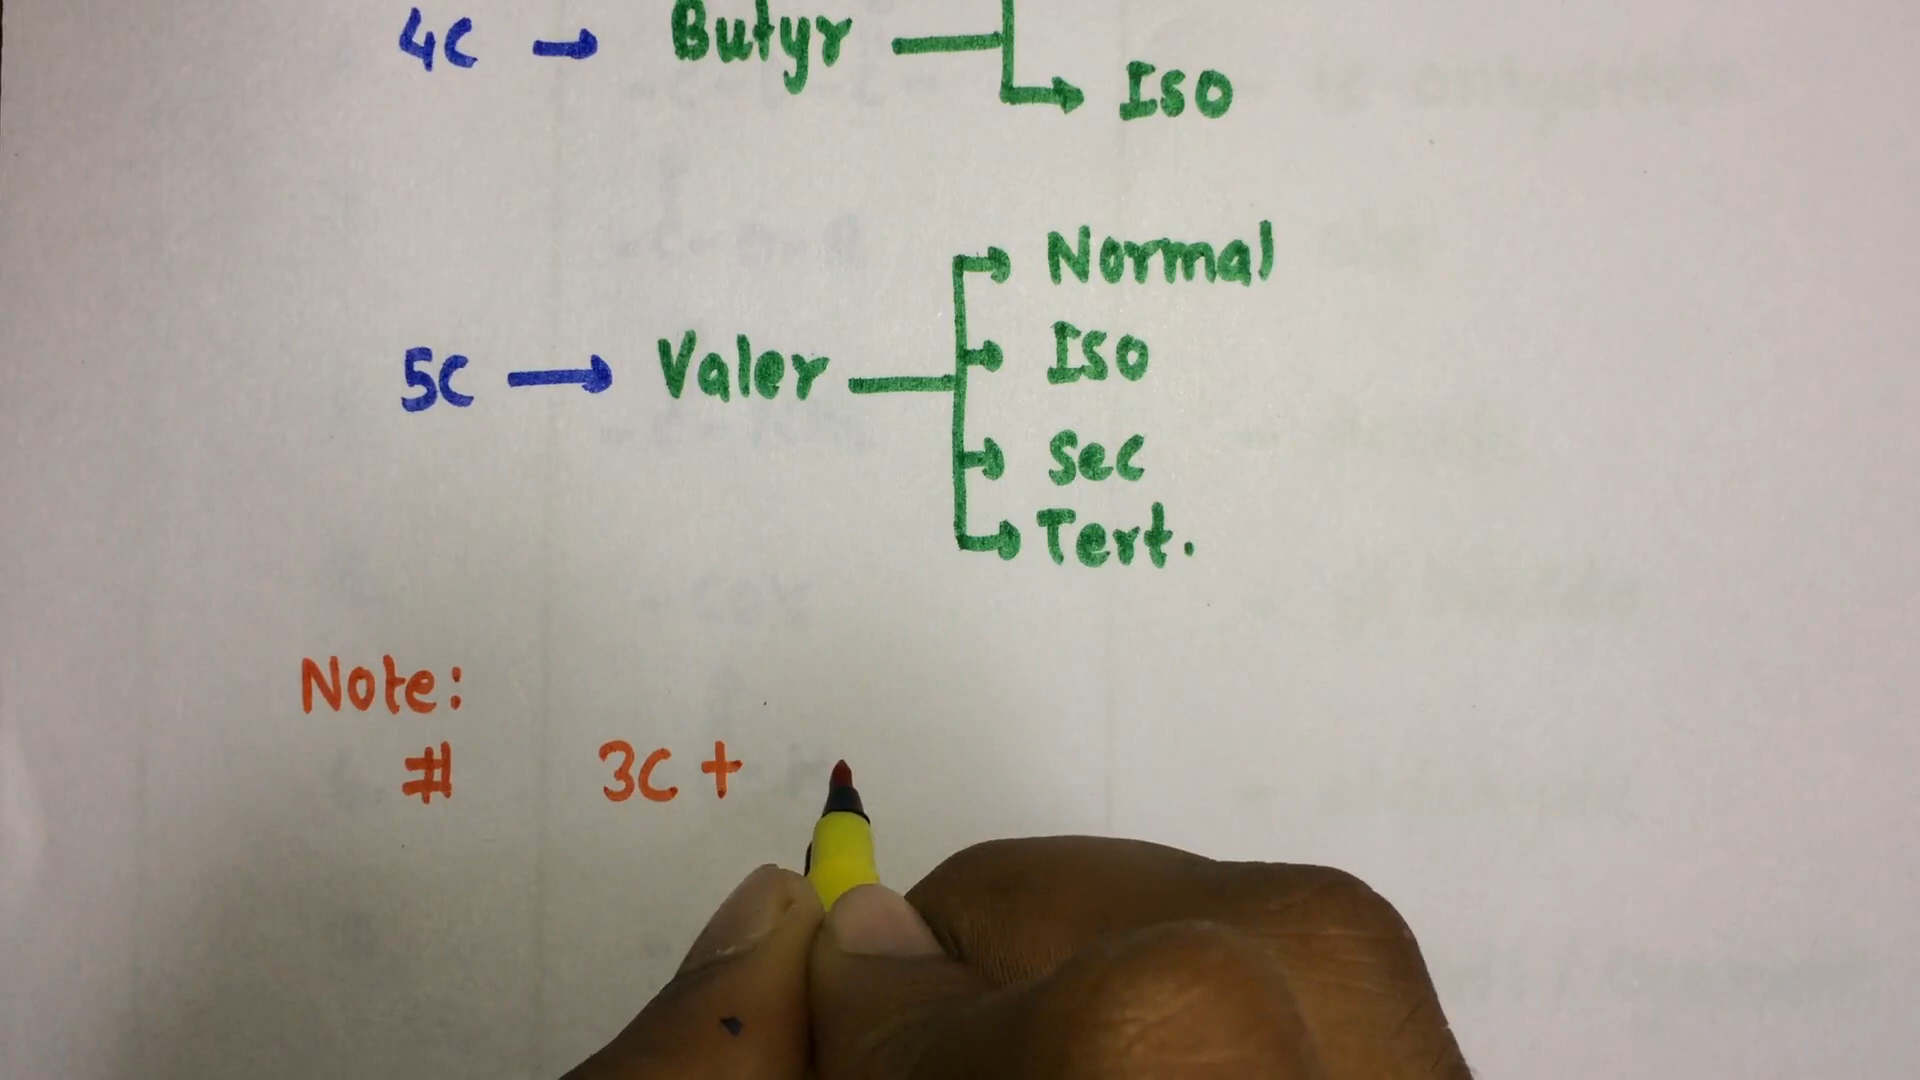 4C → Butyr
Iso
Normal
Iso
5C → Valer
Sec
Tert.
Note:
# 3C +